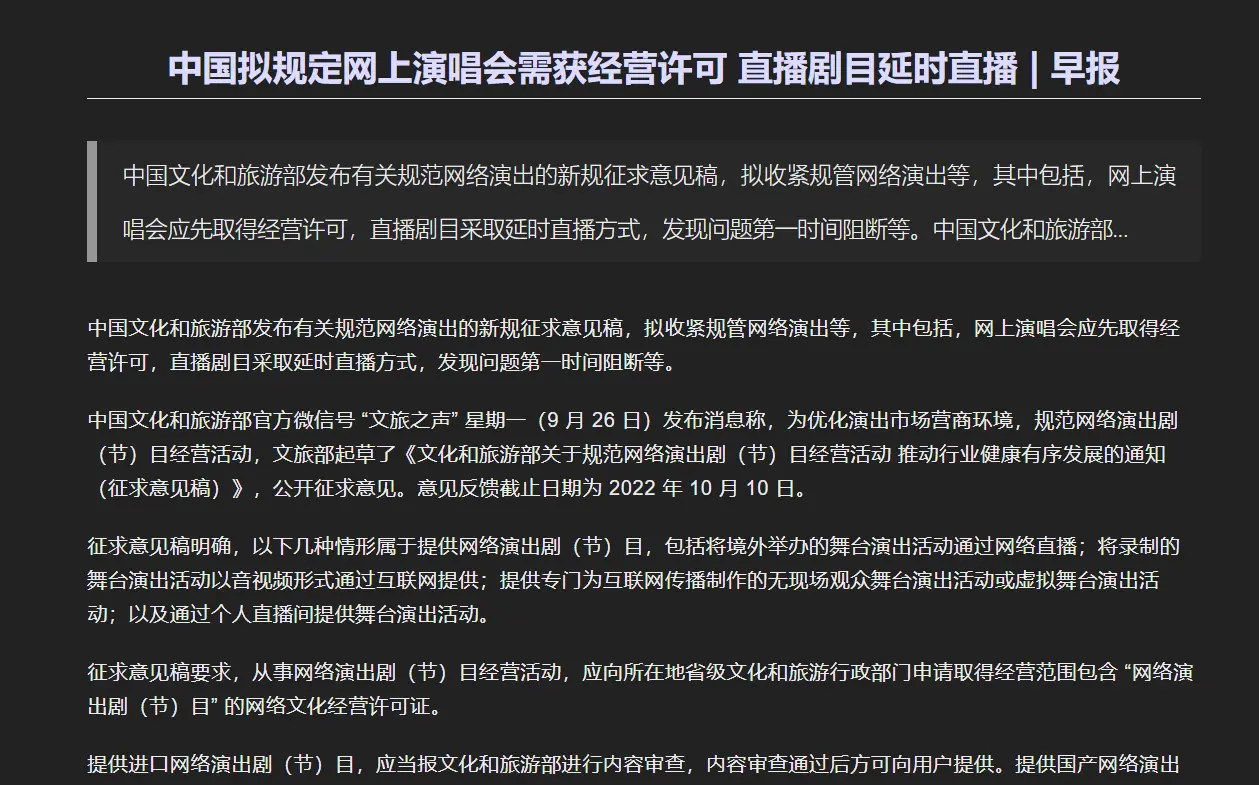 中国拟规定网上演唱会需获经营许可 直播剧目延时直播 | 早报
中国文化和旅游部发布有关规范网络演出的新规征求意见稿，拟收紧规管网络演出等，其中包括，网上演
唱会应先取得经营许可，直播剧目采取延时直播方式，发现问题第一时间阻断等。中国文化和旅游部...
中国文化和旅游部发布有关规范网络演出的新规征求意见稿，拟收紧规管网络演出等，其中包括，网上演唱会应先取得经
营许可，直播剧目采取延时直播方式，发现问题第一时间阻断等。
中国文化和旅游部官方微信号 “文旅之声” 星期一（9 月 26 日）发布消息称，为优化演出市场营商环境，规范网络演出剧
（节）目经营活动，文旅部起草了《文化和旅游部关于规范网络演出剧（节）目经营活动 推动行业健康有序发展的通知
（征求意见稿）》，公开征求意见。意见反馈截止日期为 2022 年 10 月 10 日。
征求意见稿明确，以下几种情形属于提供网络演出剧（节）目，包括将境外举办的舞台演出活动通过网络直播；将录制的
舞台演出活动以音视频形式通过互联网提供；提供专门为互联网传播制作的无现场观众舞台演出活动或虚拟舞台演出活
动；以及通过个人直播间提供舞台演出活动。
征求意见稿要求，从事网络演出剧（节）目经营活动，应向所在地省级文化和旅游行政部门申请取得经营范围包含 “网络演
出剧（节）目” 的网络文化经营许可证。
提供进口网络演出剧（节）目，应当报文化和旅游部进行内容审查，内容审查通过后方可向用户提供。提供国产网络演出